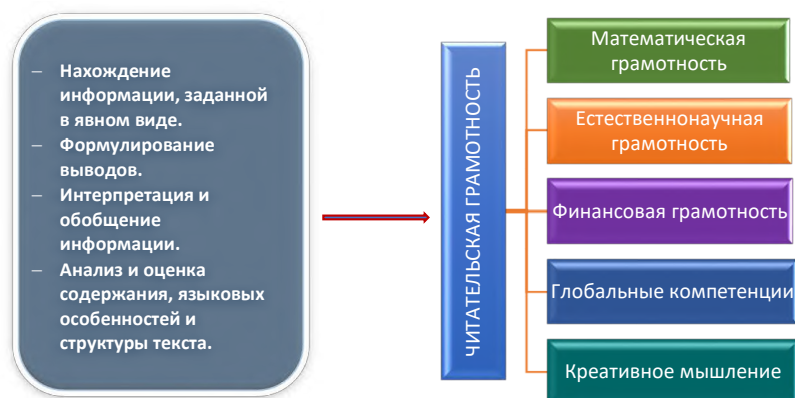 – Нахождение
информации, заданной
в явном виде.
– Формулирование
выводов.
– Интерпретация и
обобщение
информации.
– Анализ и оценка
содержания, языковых
особенностей и
структуры текста.
ЧИТАТЕЛЬСКАЯ ГРАМОТНОСТЬ
Математическая
грамотность
Естественнонаучная
грамотность
Финансовая грамотность
Глобальные компетенции
Креативное мышление